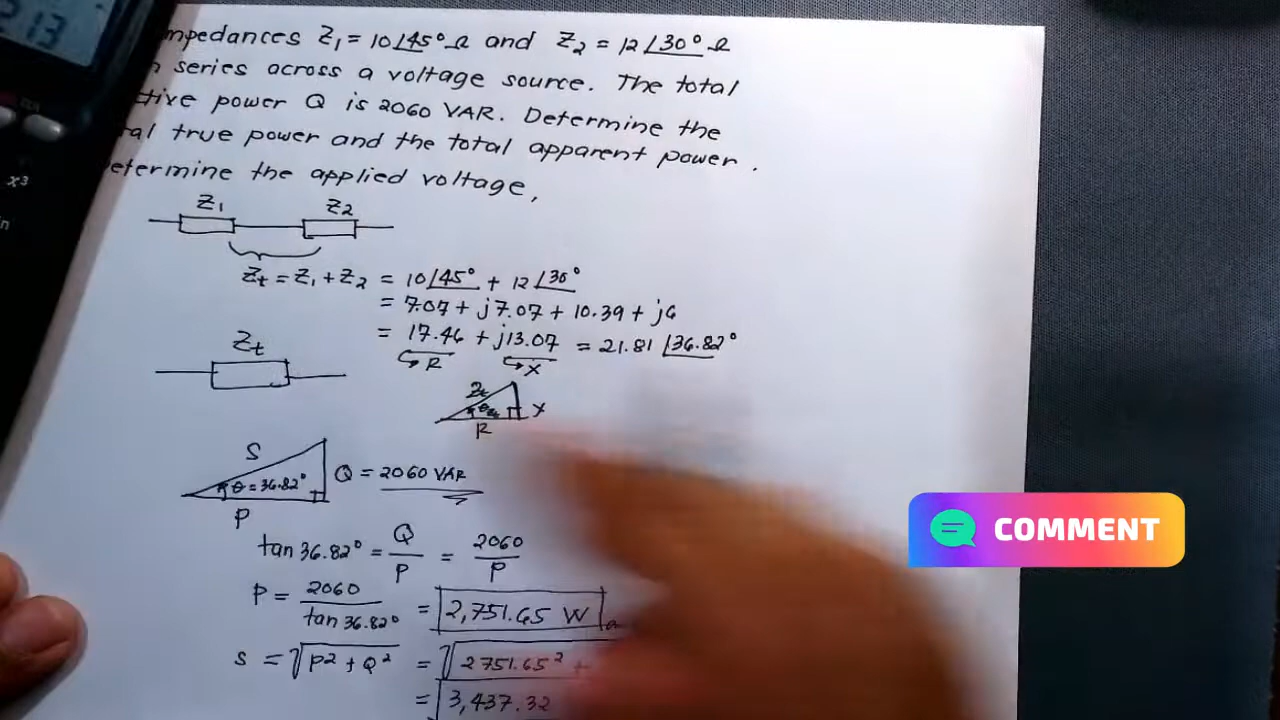 213
mpedances Z1 = 10∠45° Ω and Z2 = 12∠30° Ω
n series across a voltage source. The total
ctive power Q is 2060 VAR. Determine the
al true power and the total apparent power.
etermine the applied voltage,
Z1 Z2
Zt = Z1 + Z2 = 10∠45° + 12∠30°
= 7.07 + j7.07 + 10.39 + j6
= 17.46 + j13.07 = 21.81∠36.82°
R X
Zt
Zt θ X
R
S
θ = 36.82° Q = 2060 VAR
P
tan 36.82° = Q/P = 2060/P
P = 2060/tan 36.82° = 2,751.65 W
S = √P² + Q² = √2751.65² +
= 3,437.32
x³
COMMENT